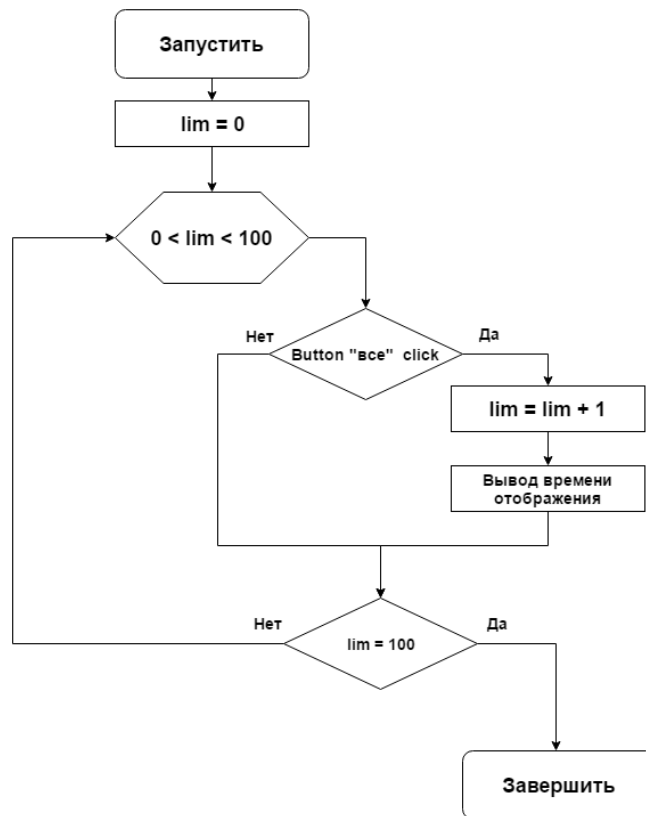 Запустить
lim = 0
0 < lim < 100
Нет
Button "все" click
Да
lim = lim + 1
Вывод времени
отображения
Нет
lim = 100
Да
Завершить